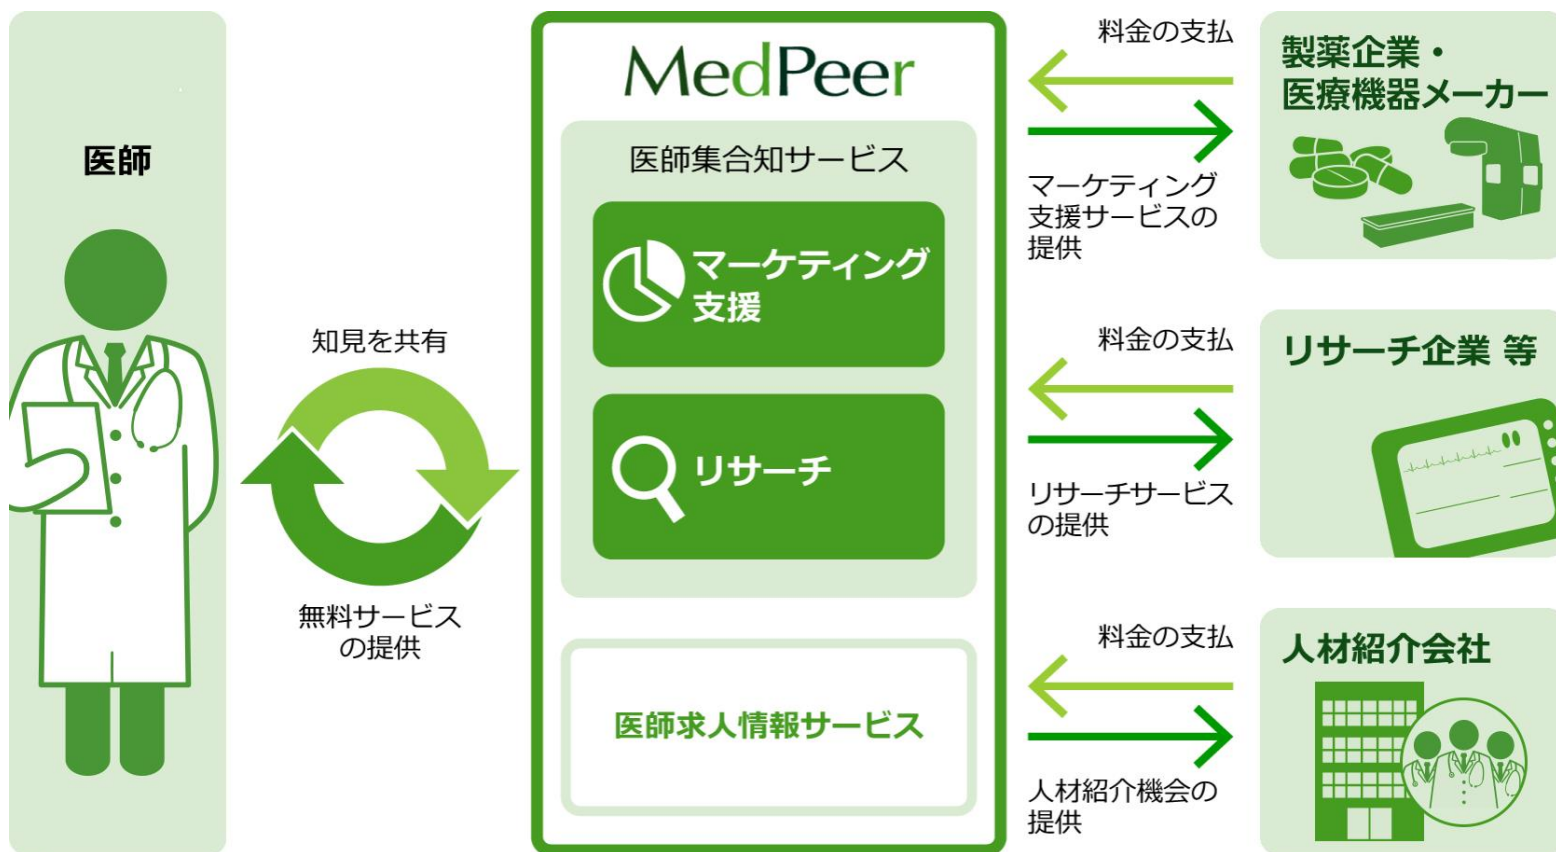 医師
知見を共有
無料サービス
の提供
MedPeer
医師集合知サービス
マーケティング
支援
リサーチ
医師求人情報サービス
料金の支払
マーケティング
支援サービスの
提供
製薬企業・
医療機器メーカー
料金の支払
リサーチサービス
の提供
リサーチ企業 等
料金の支払
人材紹介機会の
提供
人材紹介会社